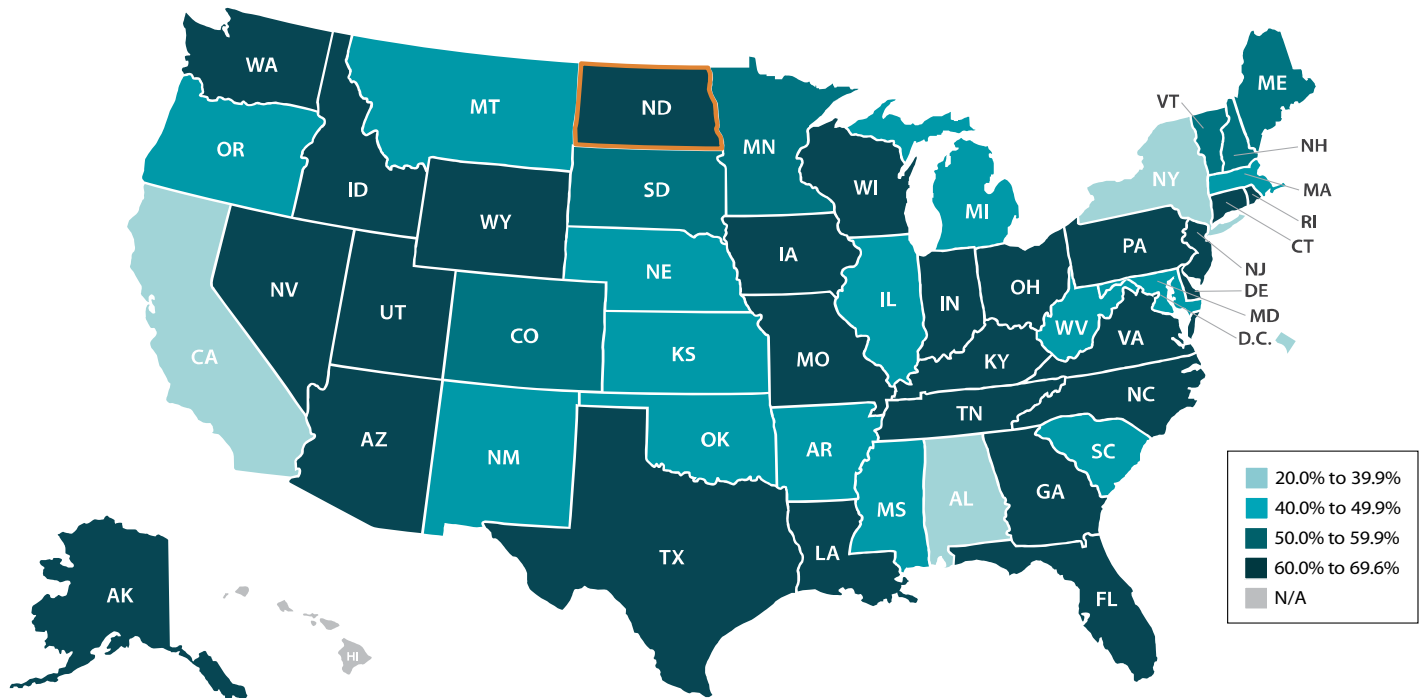 WA
MT
ND
MN
ME
VT
NH
OR
ID
SD
WI
MI
NY
MA
RI
CT
WY
IA
PA
NJ
NE
DE
NV
UT
IL
IN
OH
MD
CO
WV
VA
D.C.
CA
KS
MO
KY
NC
TN
AZ
NM
OK
AR
SC
MS
AL
GA
TX
LA
FL
AK
HI
20.0% to 39.9%
40.0% to 49.9%
50.0% to 59.9%
60.0% to 69.6%
N/A